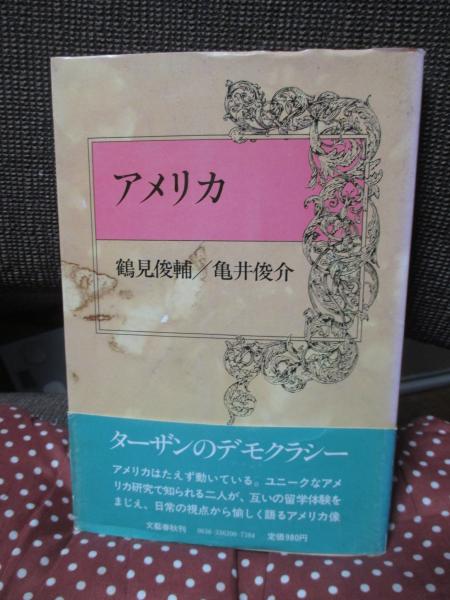 アメリカ
鶴見俊輔／亀井俊介
ターザンのデモクラシー
アメリカはたえず動いている。ユニークなアメ
リカ研究で知られる二人が、互いの留学体験を
まじえ、日常の視点から愉しく語るアメリカ像
文藝春秋刊 0036-336200-7384 定価980円